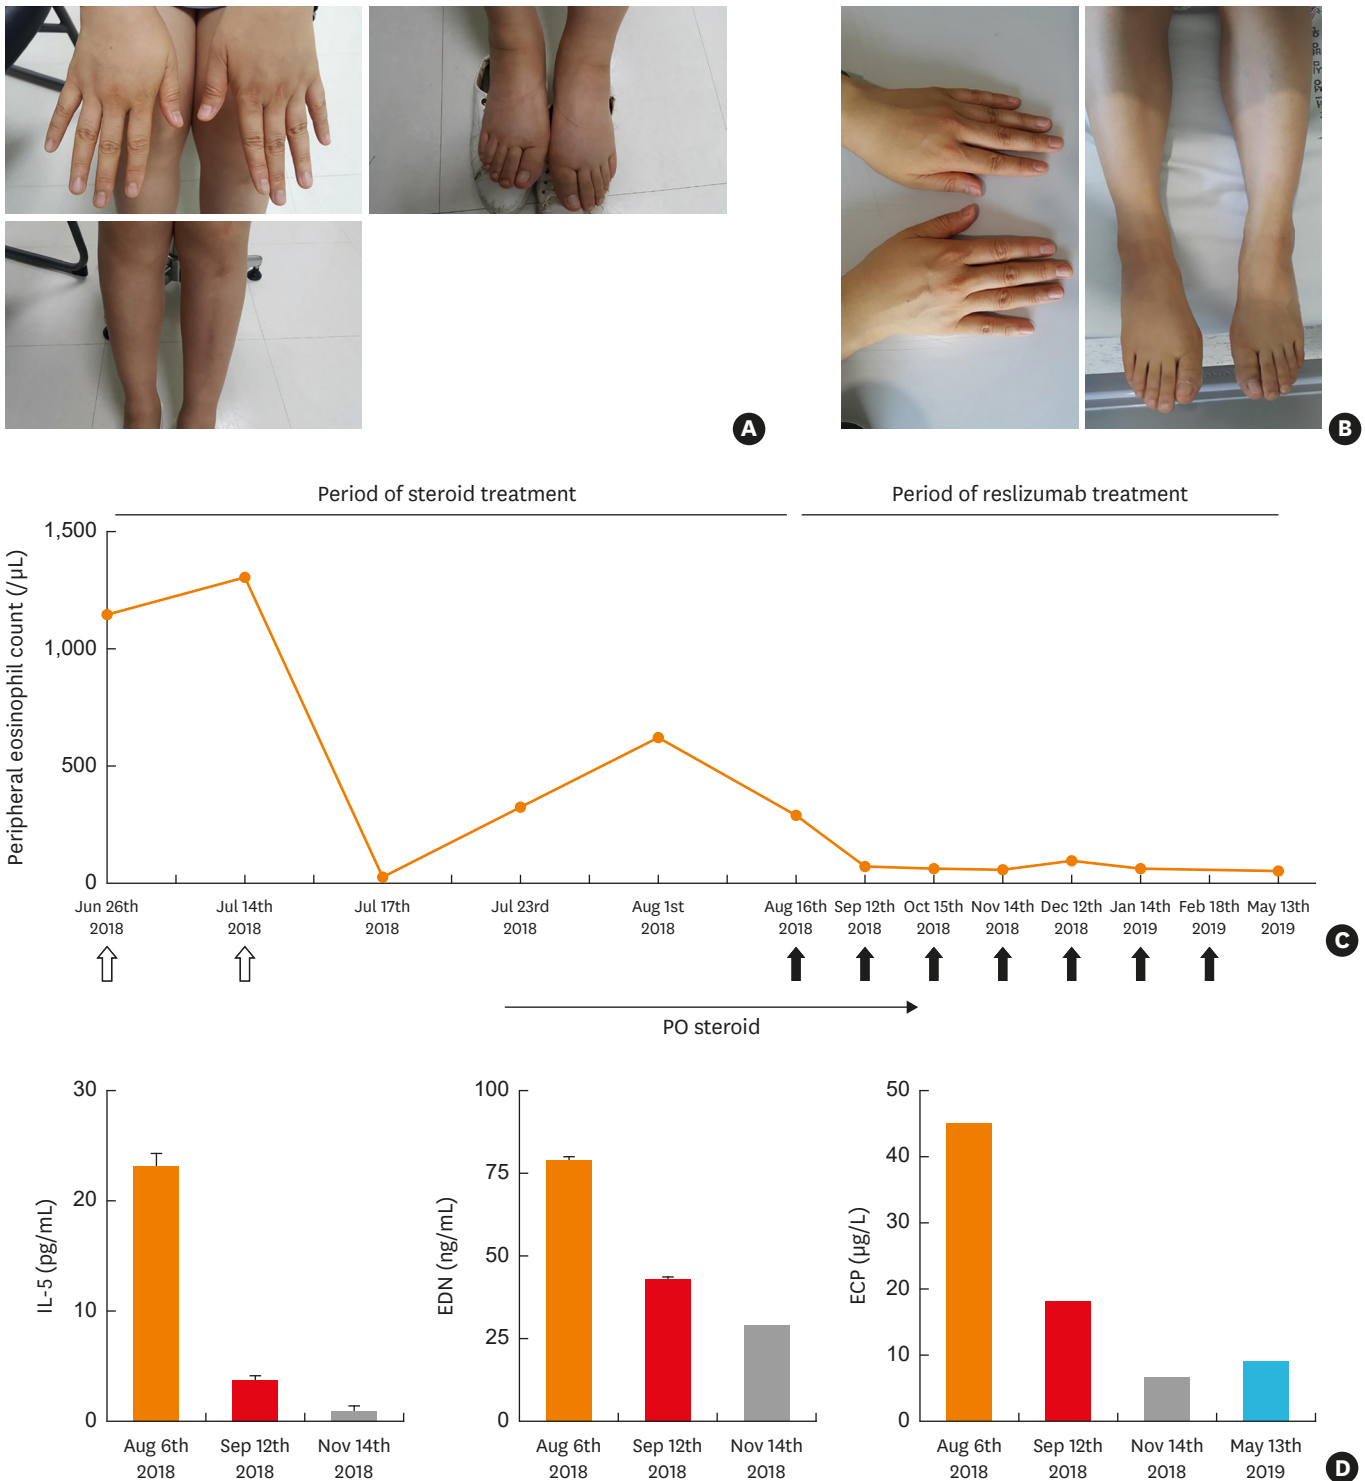 A
B
Period of steroid treatment
Period of reslizumab treatment
Peripheral eosinophil count (/μL)
1,500
1,000
500
0
Jun 26th 2018
Jul 14th 2018
Jul 17th 2018
Jul 23rd 2018
Aug 1st 2018
Aug 16th 2018
Sep 12th 2018
Oct 15th 2018
Nov 14th 2018
Dec 12th 2018
Jan 14th 2019
Feb 18th 2019
May 13th 2019
C
PO steroid
IL-5 (pg/mL)
30
20
10
0
Aug 6th 2018
Sep 12th 2018
Nov 14th 2018
EDN (ng/mL)
100
75
50
25
0
Aug 6th 2018
Sep 12th 2018
Nov 14th 2018
ECP (μg/L)
50
40
30
20
10
0
Aug 6th 2018
Sep 12th 2018
Nov 14th 2018
May 13th 2019
D